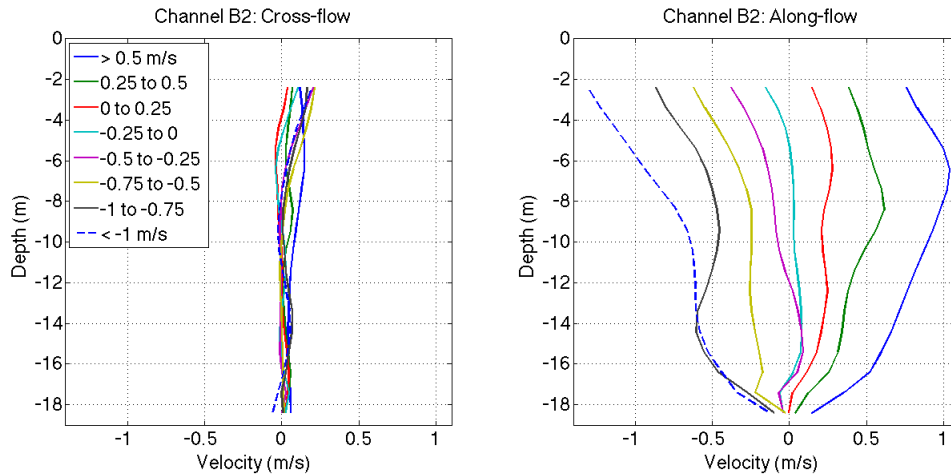 Channel B2: Cross-flow
Channel B2: Along-flow
0
-2
-4
-6
-8
-10
-12
-14
-16
-18
Depth (m)
> 0.5 m/s
0.25 to 0.5
0 to 0.25
-0.25 to 0
-0.5 to -0.25
-0.75 to -0.5
-1 to -0.75
< -1 m/s
-1
-0.5
0
0.5
1
Velocity (m/s)
0
-2
-4
-6
-8
-10
-12
-14
-16
-18
Depth (m)
-1
-0.5
0
0.5
1
Velocity (m/s)